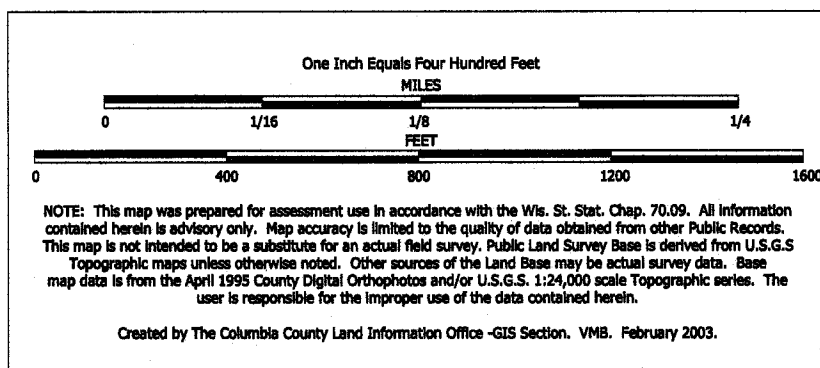 One Inch Equals Four Hundred Feet
MILES
0 1/16 1/8 1/4
FEET
0 400 800 1200 1600
NOTE: This map was prepared for assessment use in accordance with the Wis. St. Stat. Chap. 70.09. All information
contained herein is advisory only. Map accuracy is limited to the quality of data obtained from other Public Records.
This map is not intended to be a substitute for an actual field survey. Public Land Survey Base is derived from U.S.G.S
Topographic maps unless otherwise noted. Other sources of the Land Base may be actual survey data. Base
map data is from the April 1995 County Digital Orthophotos and/or U.S.G.S. 1:24,000 scale Topographic series. The
user is responsible for the improper use of the data contained herein.
Created by The Columbia County Land Information Office -GIS Section. VMB. February 2003.